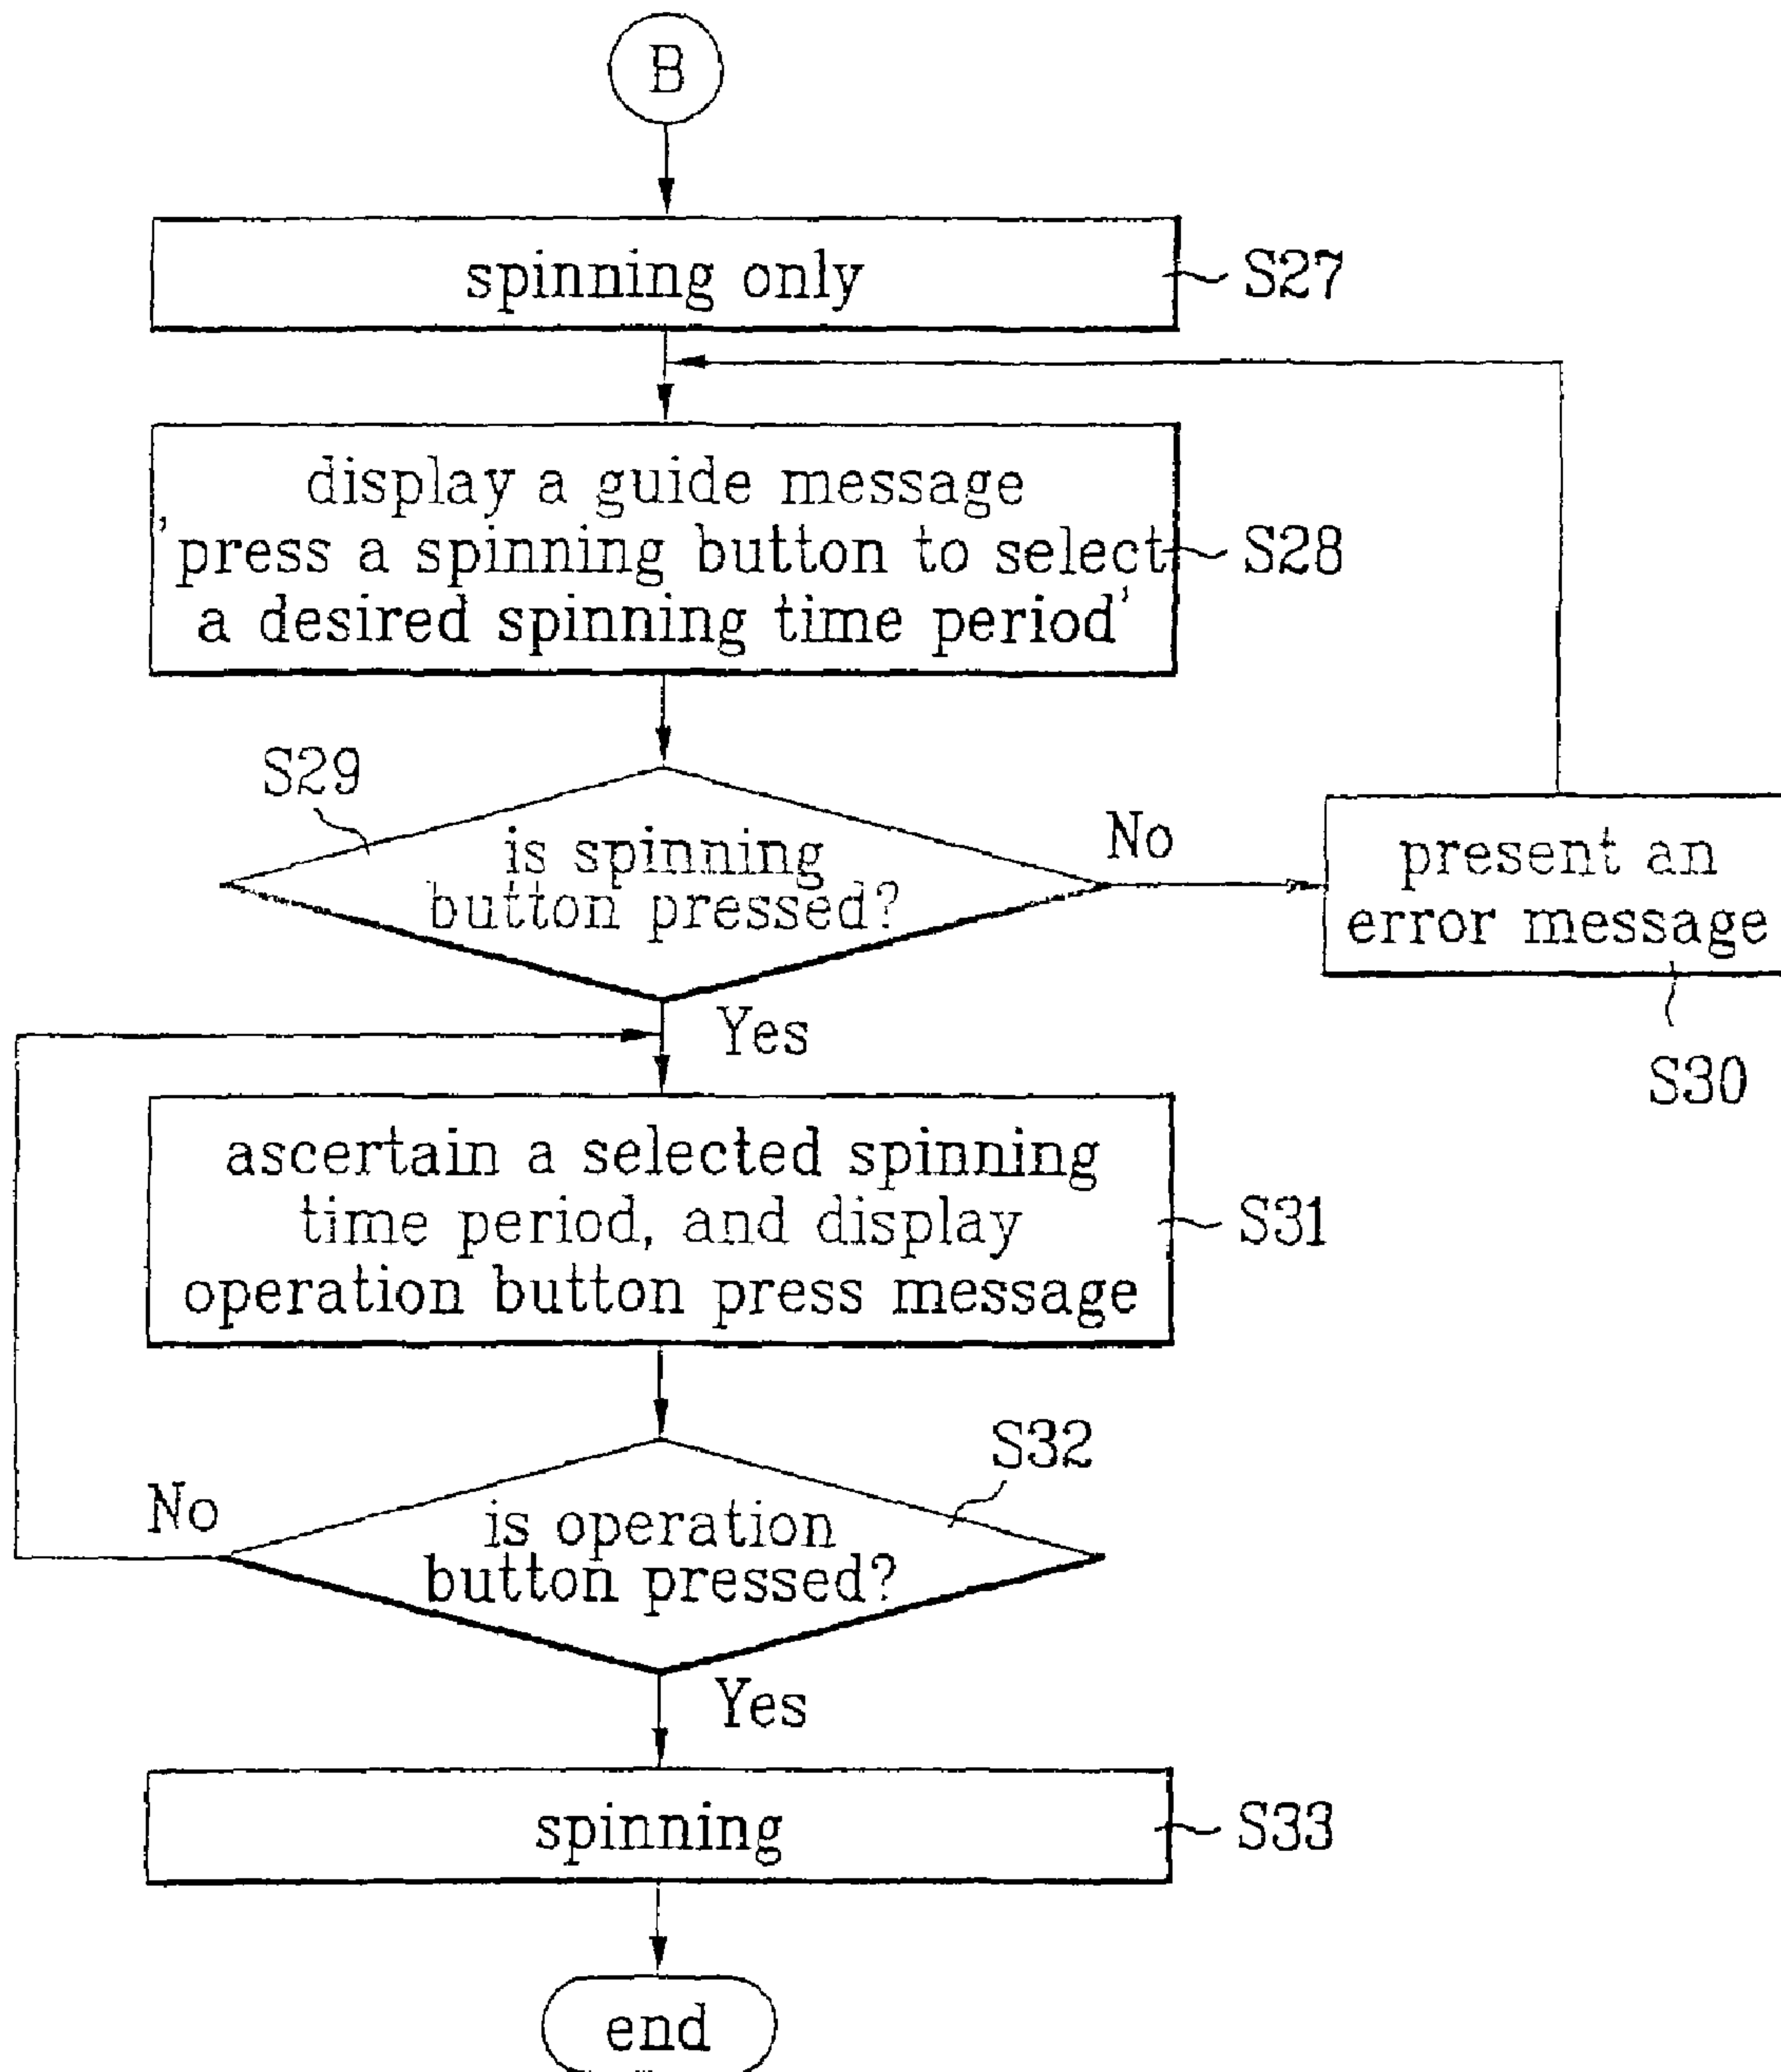 B
spinning only
S27
display a guide message
'press a spinning button to select
a desired spinning time period'
S28
S29
is spinning
button pressed?
No
present an
error message
S30
Yes
ascertain a selected spinning
time period, and display
operation button press message
S31
S32
No
is operation
button pressed?
Yes
spinning
S33
end